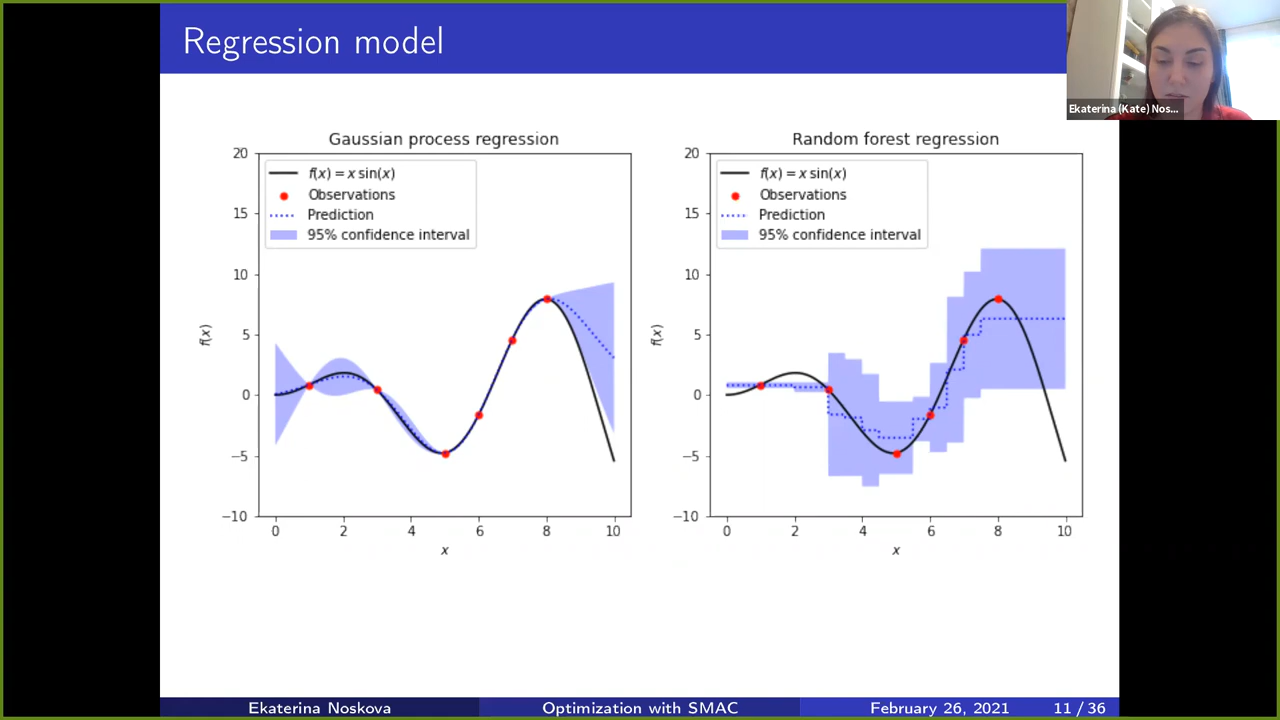 Regression model
Ekaterina (Kate) Nos...
Gaussian process regression
20
15
10
5
0
−5
−10
f(x)
f(x) = x sin(x)
Observations
Prediction
95% confidence interval
0 2 4 6 8 10
x
Random forest regression
20
15
10
5
0
−5
−10
f(x)
f(x) = x sin(x)
Observations
Prediction
95% confidence interval
0 2 4 6 8 10
x
Ekaterina Noskova Optimization with SMAC February 26, 2021 11 / 36